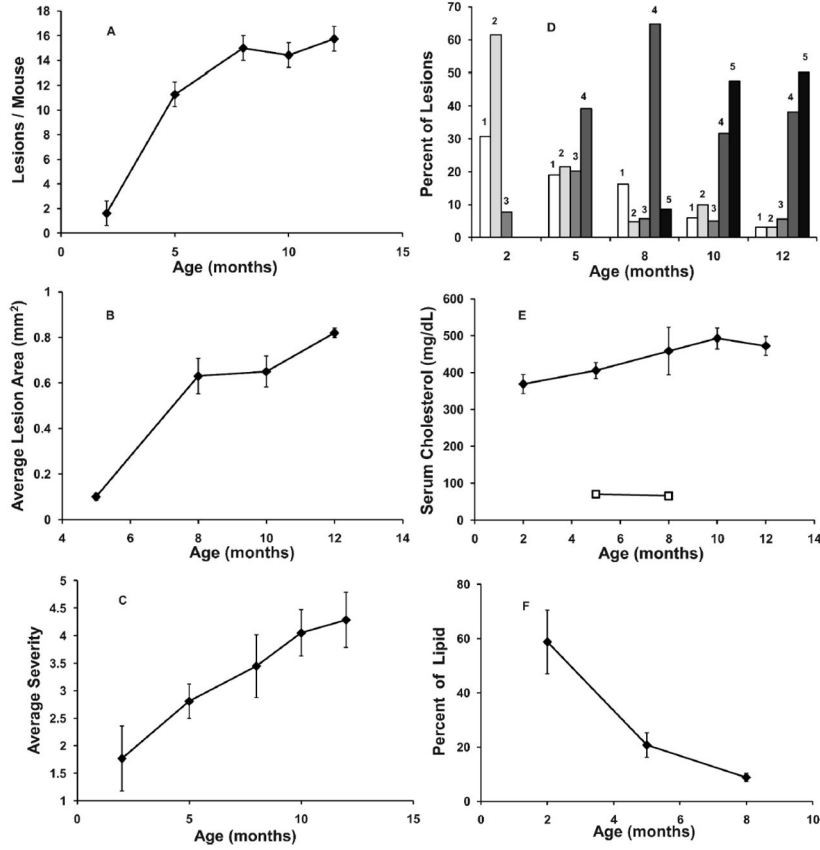 A
Lesions / Mouse
18
16
14
12
10
8
6
4
2
0
0 5 10 15
Age (months)
D
Percent of Lesions
70
60
50
40
30
20
10
0
1 2 3
1 2 3 4
1 2 3 4 5
1 2 3 4 5
1 2 3 4 5
2 5 8 10 12
Age (months)
B
Average Lesion Area (mm²)
1
0.8
0.6
0.4
0.2
0
4 6 8 10 12 14
Age (months)
E
Serum Cholesterol (mg/dL)
600
500
400
300
200
100
0
0 2 4 6 8 10 12 14
Age (months)
C
Average Severity
5
4.5
4
3.5
3
2.5
2
1.5
1
0 5 10 15
Age (months)
F
Percent of Lipid
80
60
40
20
0
0 2 4 6 8 10
Age (months)